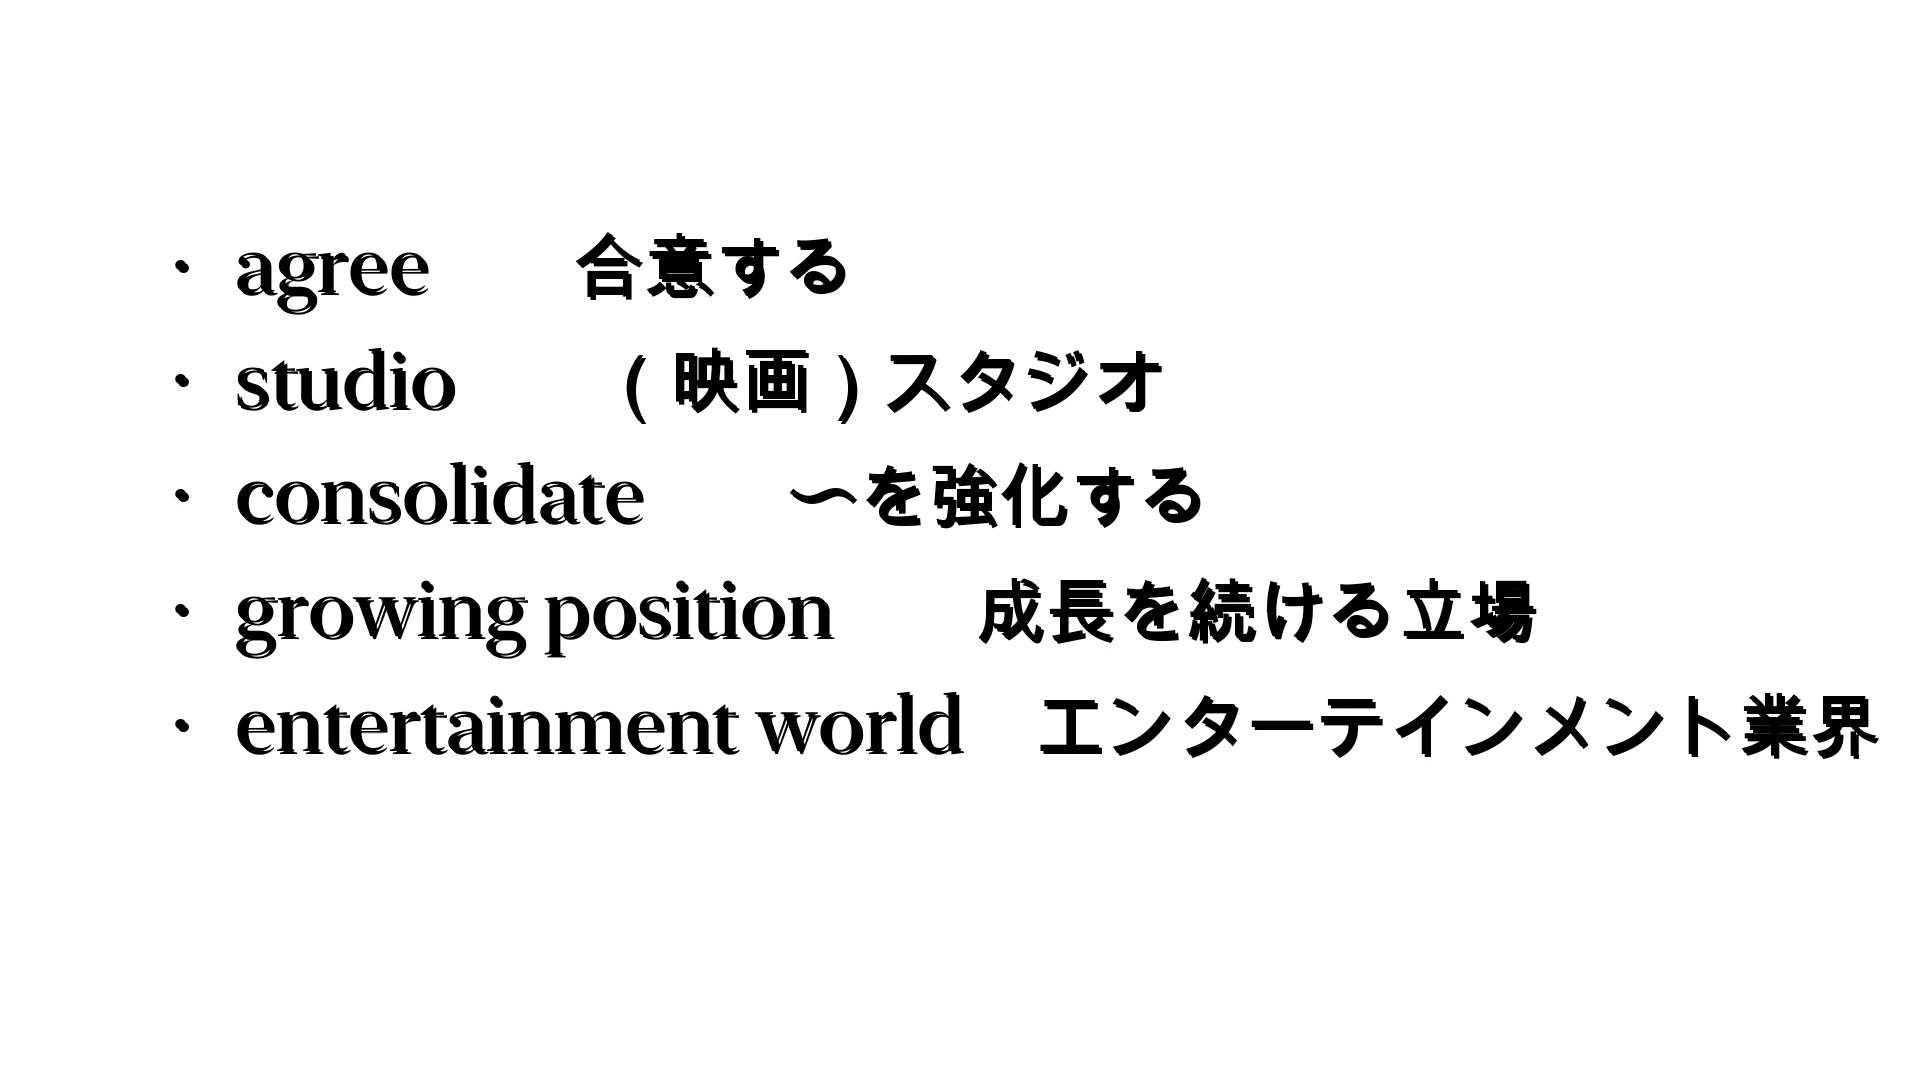 ・ agree　　合意する
・ studio　　（映画）スタジオ
・ consolidate　　〜を強化する
・ growing position　　成長を続ける立場
・ entertainment world　エンターテインメント業界